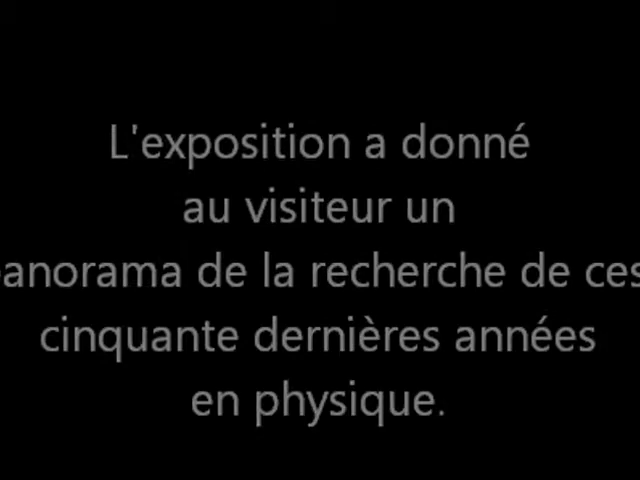 L'exposition a donné
au visiteur un
panorama de la recherche de ces
cinquante dernières années
en physique.